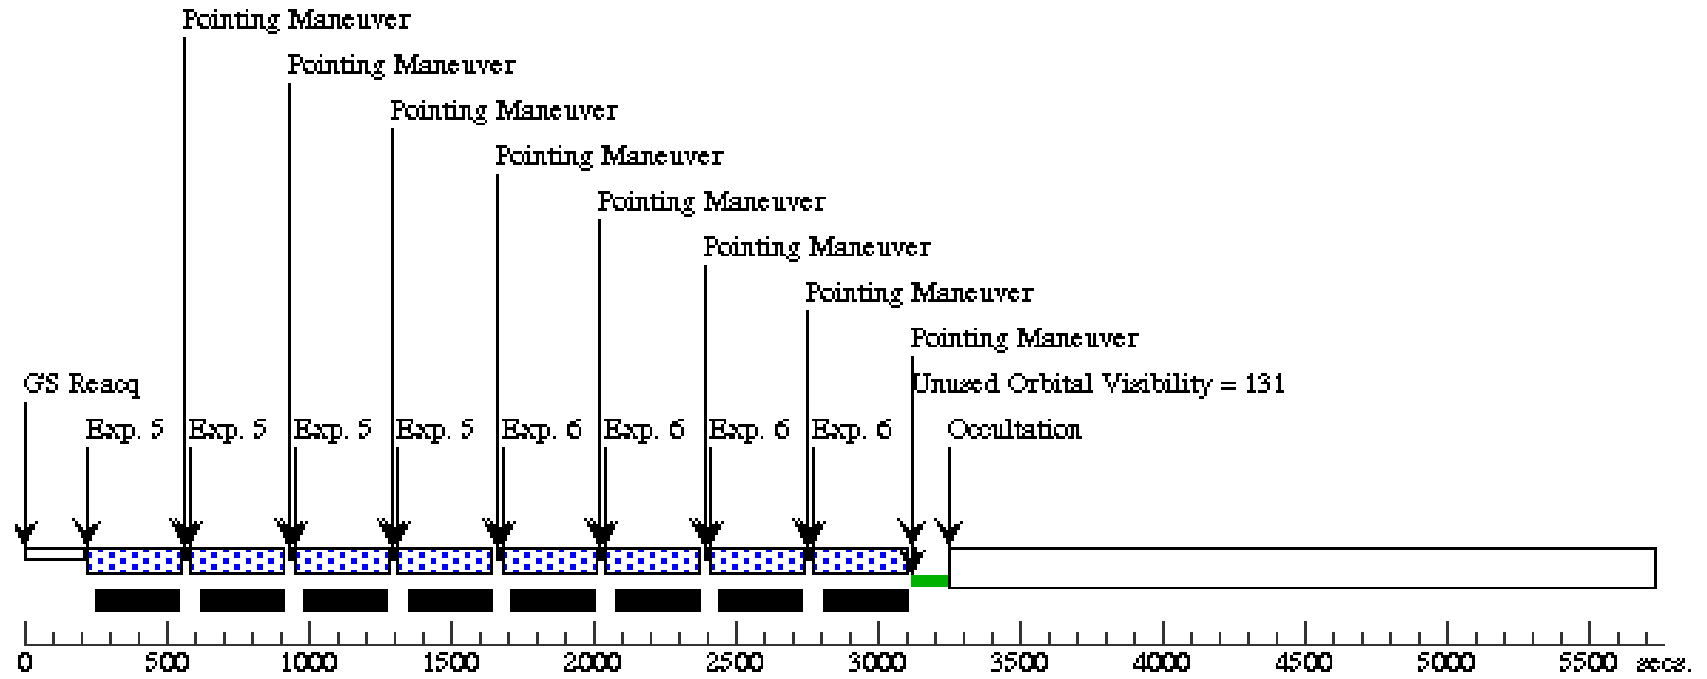 Pointing Maneuver
Pointing Maneuver
Pointing Maneuver
Pointing Maneuver
Pointing Maneuver
Pointing Maneuver
Pointing Maneuver
Pointing Maneuver
GS Reacq
Unused Orbital Visibility = 131
Exp. 5 Exp. 5 Exp. 5 Exp. 5 Exp. 6 Exp. 6 Exp. 6 Exp. 6 Occultation
0 500 1000 1500 2000 2500 3000 3500 4000 4500 5000 5500 secs.